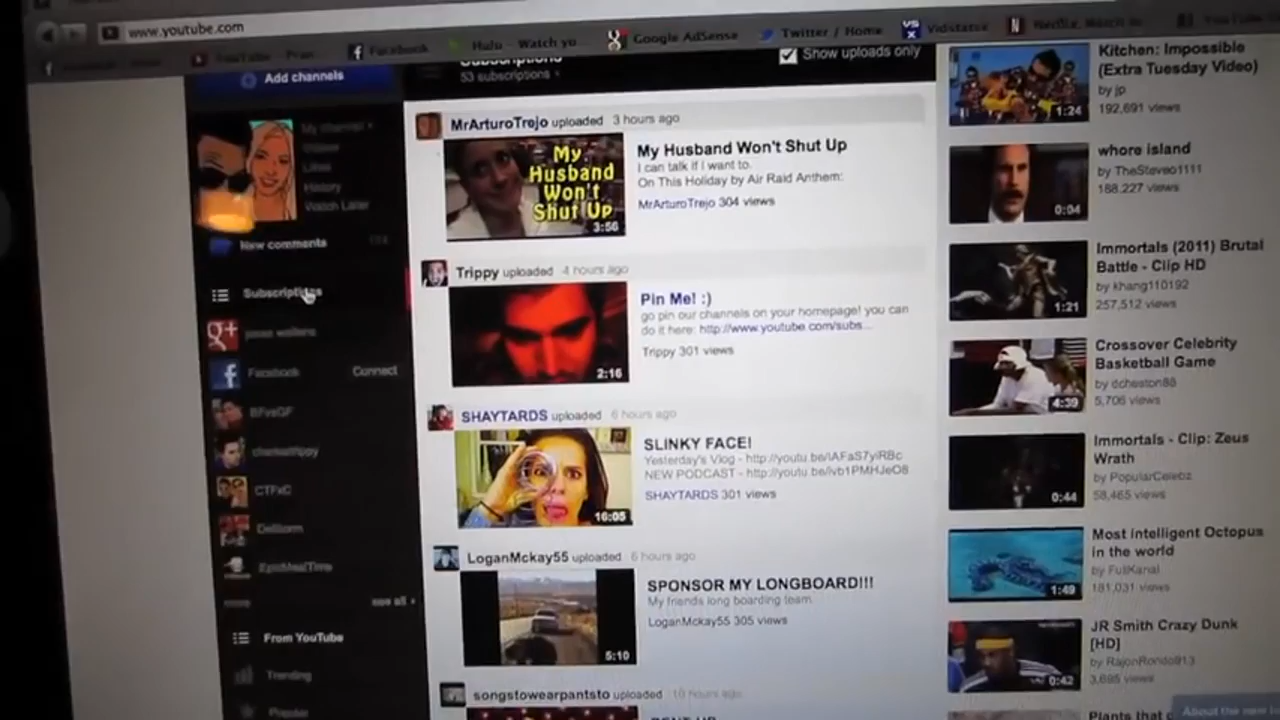 www.youtube.com
Facebook
Hulu - Watch yo...
Google AdSense
Twitter / Home
Vidstatsx
Netflix, Watch
Add channels
Subscriptions
53 subscriptions
Show uploads only
My channel
Videos
Likes
History
Watch Later
New comments
Subscriptions
Facebook
Connect
BFvsGF
CTFxC
DeStorm
EpicMealTime
see all
From YouTube
Trending
Popular
MrArturoTrejo uploaded 3 hours ago
My Husband Won't Shut Up
3:56
My Husband Won't Shut Up
I can talk if I want to.
On This Holiday by Air Raid Anthem:
MrArturoTrejo 304 views
Trippy uploaded 4 hours ago
2:16
Pin Me! :)
go pin our channels on your homepage! you can
do it here: http://www.youtube.com/subs...
Trippy 301 views
SHAYTARDS uploaded 6 hours ago
16:05
SLINKY FACE!
Yesterday's Vlog - http://youtu.be/IAFaS7yiRBc
NEW PODCAST - http://youtu.be/ivb1PMHJeO8
SHAYTARDS 301 views
LoganMckay55 uploaded 6 hours ago
5:10
SPONSOR MY LONGBOARD!!!
My friends long boarding team.
LoganMckay55 305 views
songstowearpantsto uploaded 10 hours ago
1:24
Kitchen: Impossible
(Extra Tuesday Video)
by jp
192,691 views
0:04
whore island
by TheSteveo1111
188,227 views
1:21
Immortals (2011) Brutal
Battle - Clip HD
by khang110192
257,512 views
4:39
Crossover Celebrity
Basketball Game
by dcheston88
5,706 views
0:44
Immortals - Clip: Zeus
Wrath
by PopularCelebz
58,465 views
1:49
Most intelligent Octopus
in the world
by FutKanal
181,031 views
0:42
JR Smith Crazy Dunk
[HD]
by RajonRondo913
3,695 views
Plants that
About the new